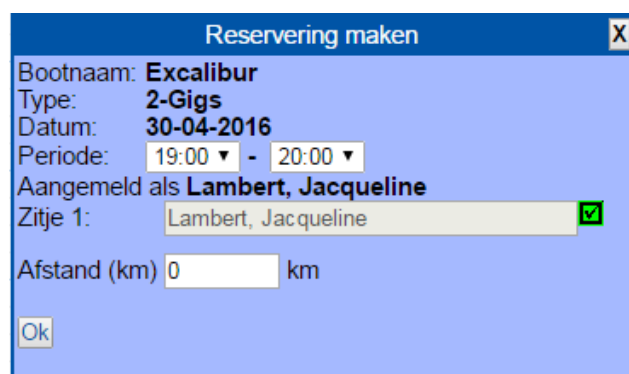 Reservering maken X
Bootnaam: Excalibur
Type: 2-Gigs
Datum: 30-04-2016
Periode: 19:00 - 20:00
Aangemeld als Lambert, Jacqueline
Zitje 1: Lambert, Jacqueline
Afstand (km) 0 km
Ok